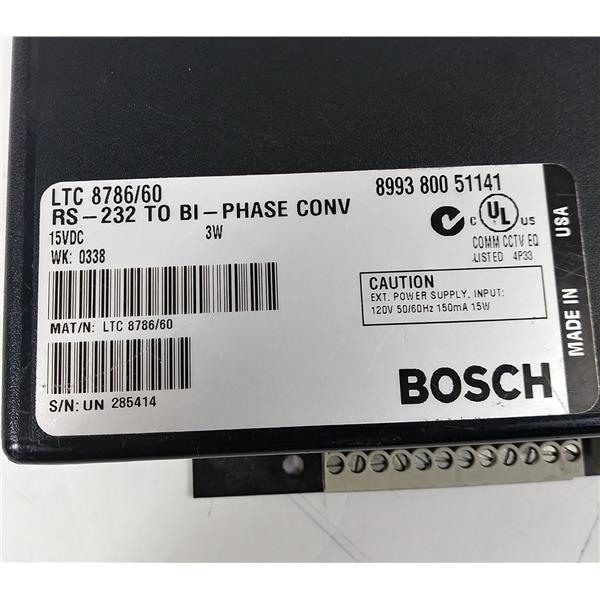 LTC 8786/60
RS-232 TO BI-PHASE CONV
15VDC 3W
WK: 0338
MAT/N: LTC 8786/60
S/N: UN 285414
8993 800 51141
C UL US
COMM CCTV EQ
LISTED 4P33
CAUTION
EXT. POWER SUPPLY, INPUT:
120V 50/60Hz 150mA 15W
BOSCH
MADE IN USA